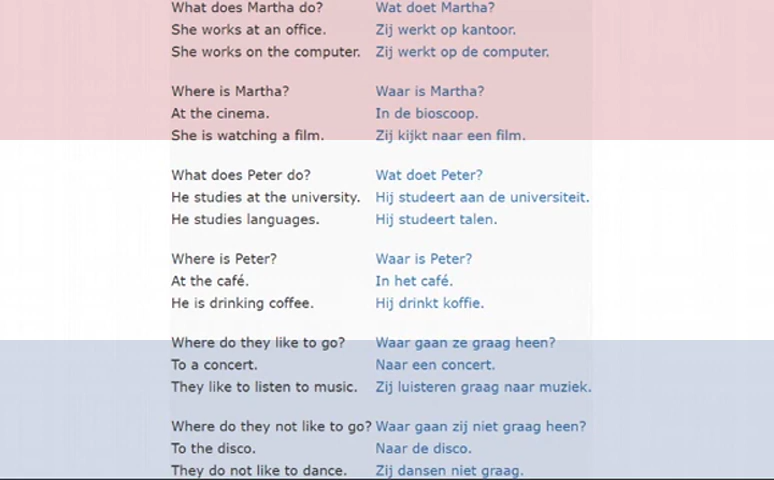 What does Martha do? Wat doet Martha?
She works at an office. Zij werkt op kantoor.
She works on the computer. Zij werkt op de computer.
Where is Martha? Waar is Martha?
At the cinema. In de bioscoop.
She is watching a film. Zij kijkt naar een film.
What does Peter do? Wat doet Peter?
He studies at the university. Hij studeert aan de universiteit.
He studies languages. Hij studeert talen.
Where is Peter? Waar is Peter?
At the café. In het café.
He is drinking coffee. Hij drinkt koffie.
Where do they like to go? Waar gaan ze graag heen?
To a concert. Naar een concert.
They like to listen to music. Zij luisteren graag naar muziek.
Where do they not like to go? Waar gaan zij niet graag heen?
To the disco. Naar de disco.
They do not like to dance. Zij dansen niet graag.